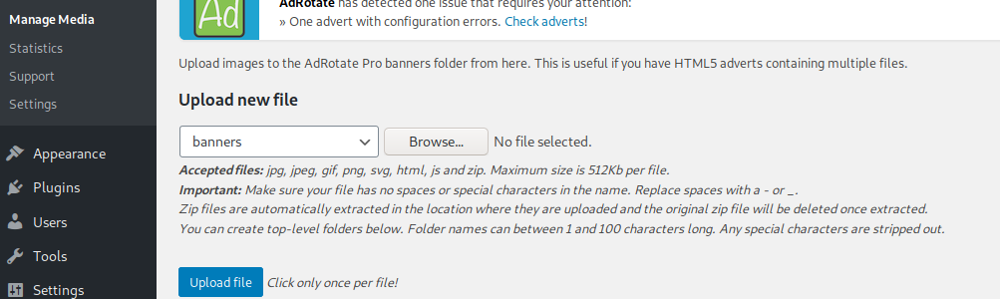 Manage Media
Statistics
Support
Settings
Appearance
Plugins
Users
Tools
Settings
Ad
AdRotate has detected one issue that requires your attention:
» One advert with configuration errors. Check adverts!
Upload images to the AdRotate Pro banners folder from here. This is useful if you have HTML5 adverts containing multiple files.
Upload new file
banners
Browse... No file selected.
Accepted files: jpg, jpeg, gif, png, svg, html, js and zip. Maximum size is 512Kb per file.
Important: Make sure your file has no spaces or special characters in the name. Replace spaces with a - or _.
Zip files are automatically extracted in the location where they are uploaded and the original zip file will be deleted once extracted.
You can create top-level folders below. Folder names can between 1 and 100 characters long. Any special characters are stripped out.
Upload file Click only once per file!